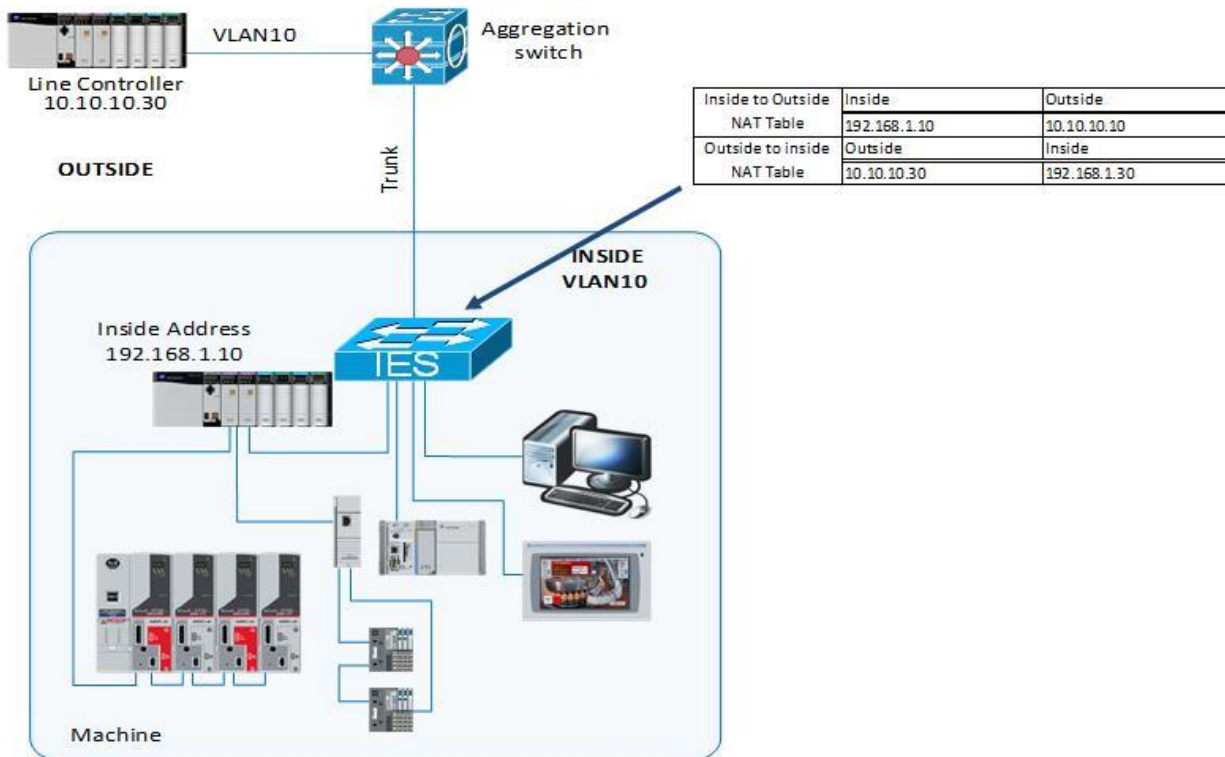 VLAN10
Aggregation
switch
Line Controller
10.10.10.30
Inside to Outside Inside Outside
NAT Table 192.168.1.10 10.10.10.10
Outside to inside Outside Inside
NAT Table 10.10.10.30 192.168.1.30
OUTSIDE
Trunk
INSIDE
VLAN10
Inside Address
192.168.1.10
IES
Machine